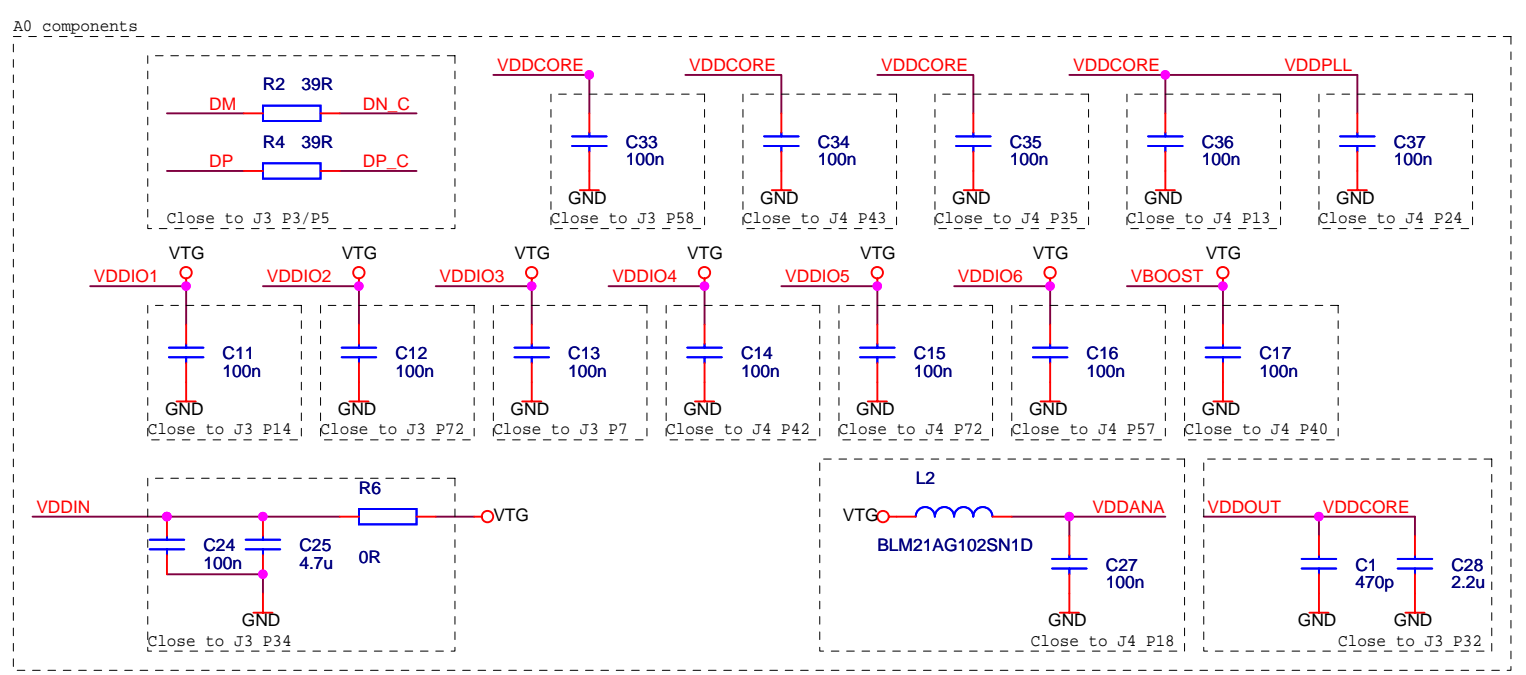 A0 components
R2 39R
DM DN_C
R4 39R
DP DP_C
Close to J3 P3/P5
VDDCORE
C33
100n
GND
Close to J3 P58
VDDCORE
C34
100n
GND
Close to J4 P43
VDDCORE
C35
100n
GND
Close to J4 P35
VDDCORE
C36
100n
GND
Close to J4 P13
VDDPLL
C37
100n
GND
Close to J4 P24
VTG
VDDIO1
C11
100n
GND
Close to J3 P14
VTG
VDDIO2
C12
100n
GND
Close to J3 P72
VTG
VDDIO3
C13
100n
GND
Close to J3 P7
VTG
VDDIO4
C14
100n
GND
Close to J4 P42
VTG
VDDIO5
C15
100n
GND
Close to J4 P72
VTG
VDDIO6
C16
100n
GND
Close to J4 P57
VTG
VBOOST
C17
100n
GND
Close to J4 P40
VDDIN
R6
VTG
C24
100n
C25
4.7u
0R
GND
Close to J3 P34
L2
VTG
VDDANA
BLM21AG102SN1D
C27
100n
GND
Close to J4 P18
VDDOUT
VDDCORE
C1
470p
C28
2.2u
GND
GND
Close to J3 P32